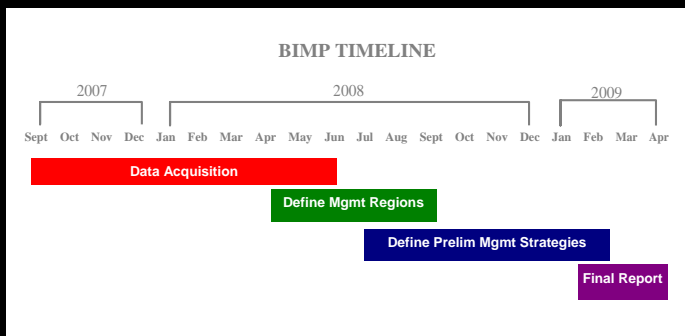 BIMP TIMELINE
2007 2008 2009
Sept Oct Nov Dec Jan Feb Mar Apr May Jun Jul Aug Sept Oct Nov Dec Jan Feb Mar Apr
Data Acquisition
Define Mgmt Regions
Define Prelim Mgmt Strategies
Final Report